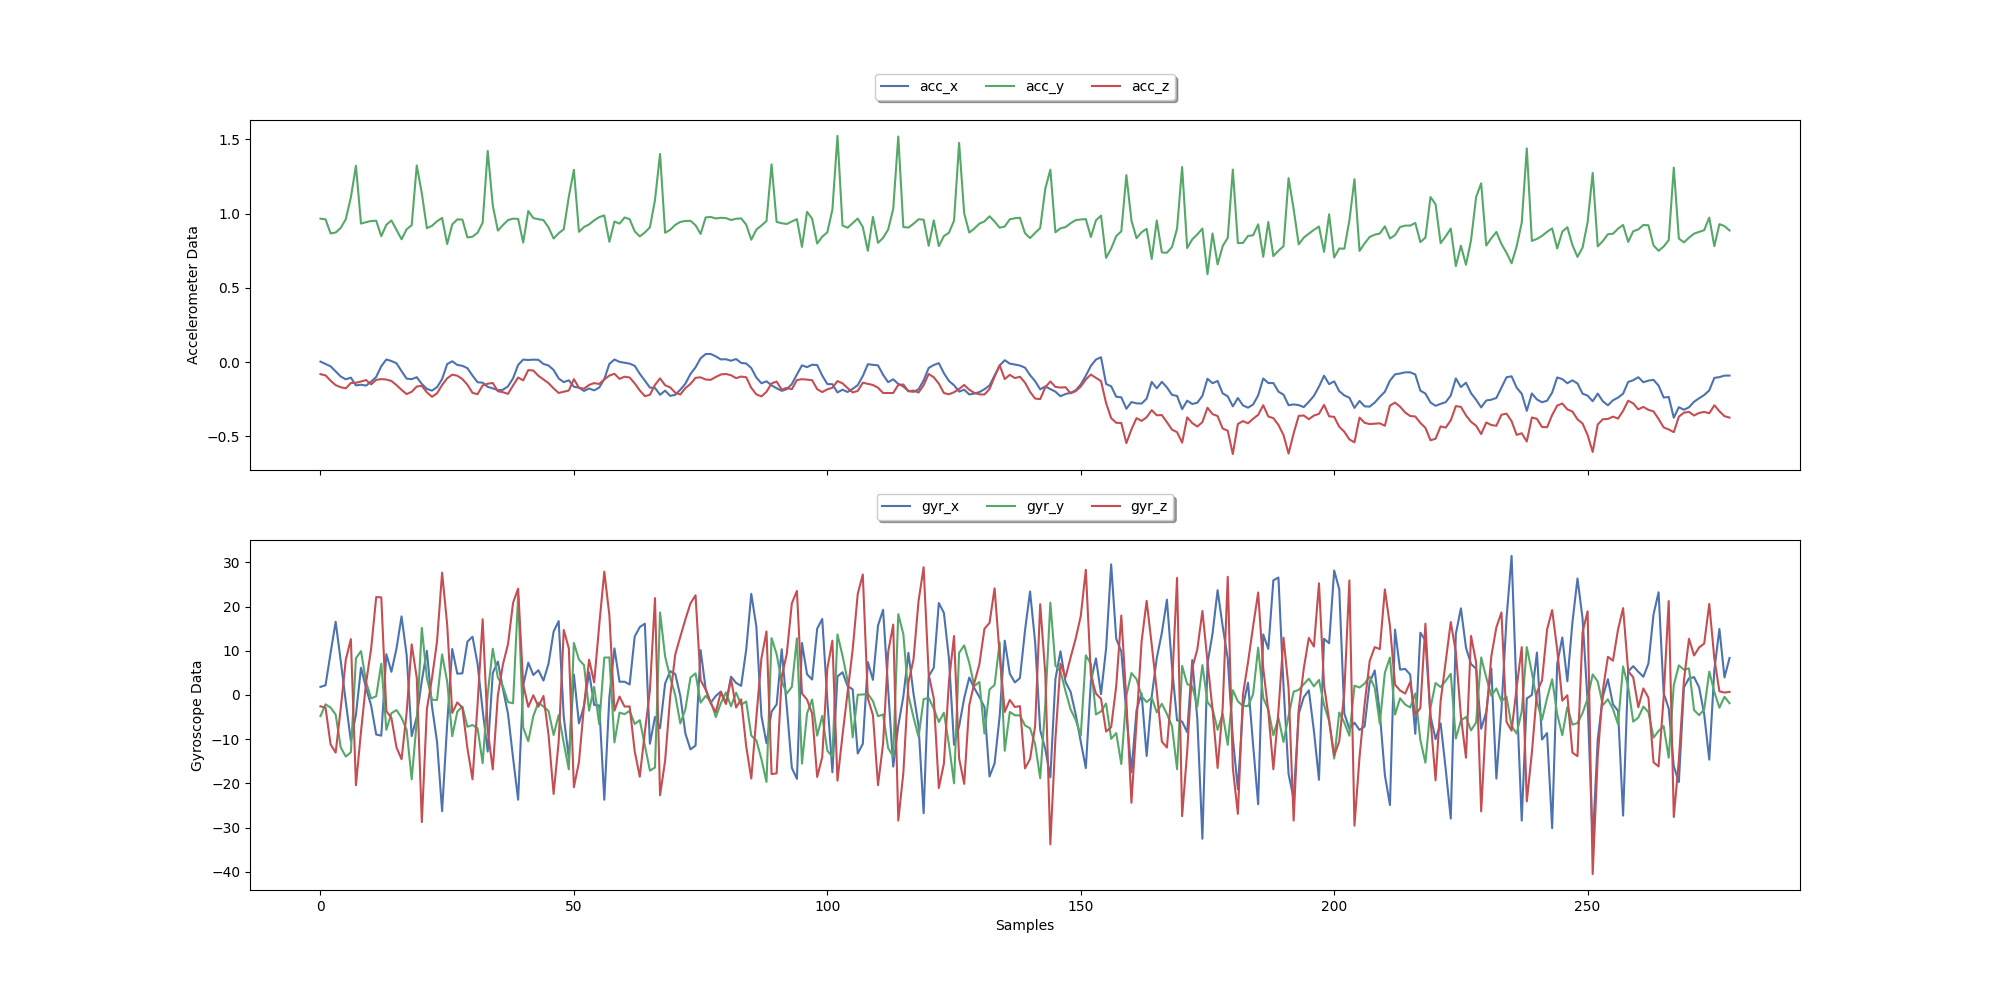 acc_x acc_y acc_z
1.5
1.0
0.5
0.0
−0.5
Accelerometer Data
gyr_x gyr_y gyr_z
30
20
10
0
−10
−20
−30
−40
Gyroscope Data
0 50 100 150 200 250
Samples